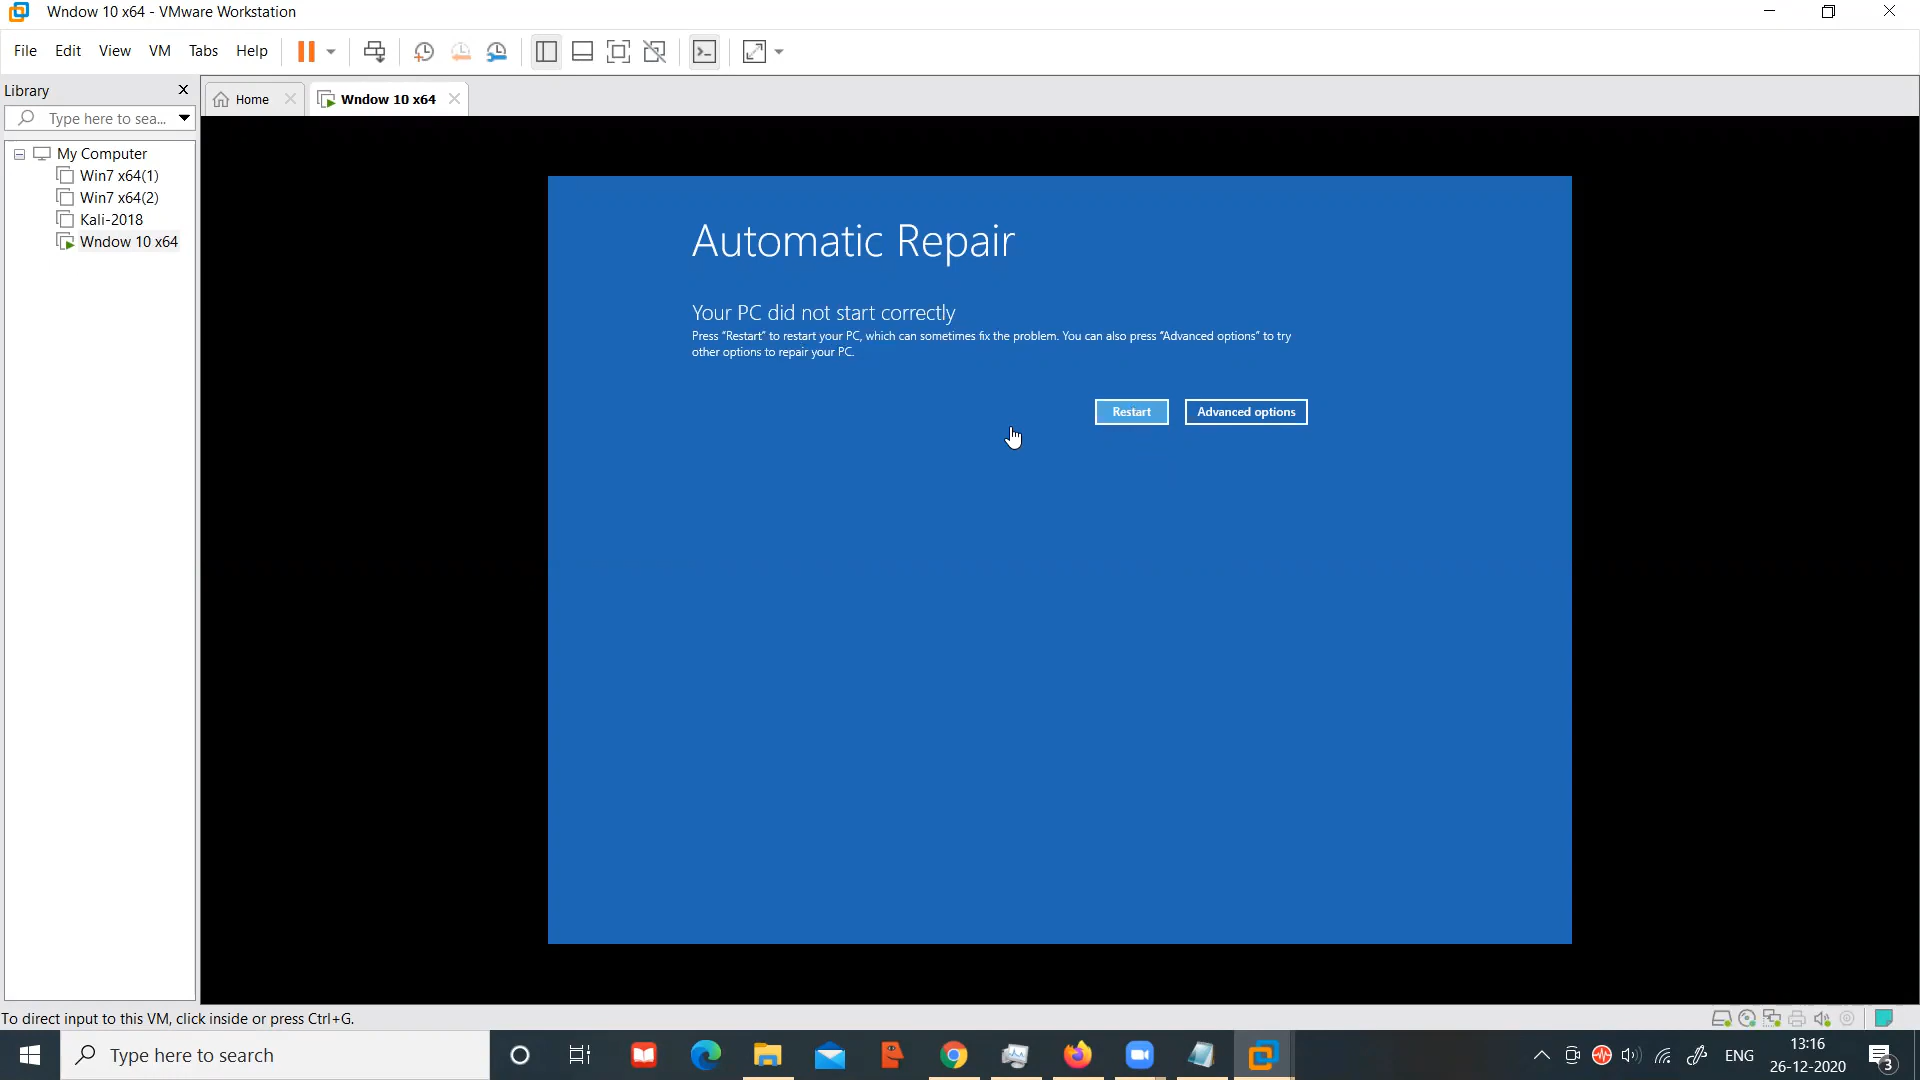 Wndow 10 x64 - VMware Workstation
File Edit View VM Tabs Help
Library
Home
Wndow 10 x64
Type here to sea...
My Computer
Win7 x64(1)
Win7 x64(2)
Kali-2018
Wndow 10 x64
Automatic Repair
Your PC did not start correctly
Press “Restart” to restart your PC, which can sometimes fix the problem. You can also press “Advanced options” to try
other options to repair your PC.
Restart
Advanced options
To direct input to this VM, click inside or press Ctrl+G.
Type here to search
ENG
13:16
26-12-2020
3